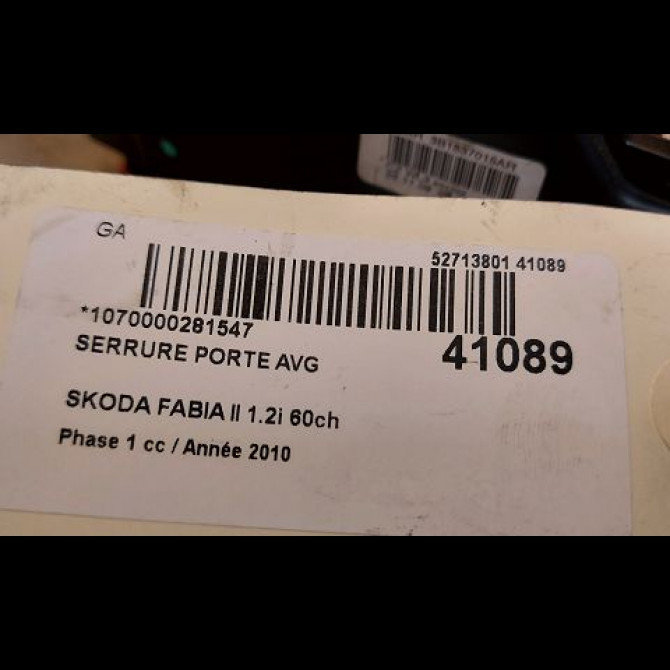 GA
52713801 41089
*1070000281547
41089
SERRURE PORTE AVG
SKODA FABIA II 1.2i 60ch
Phase 1 cc / Année 2010